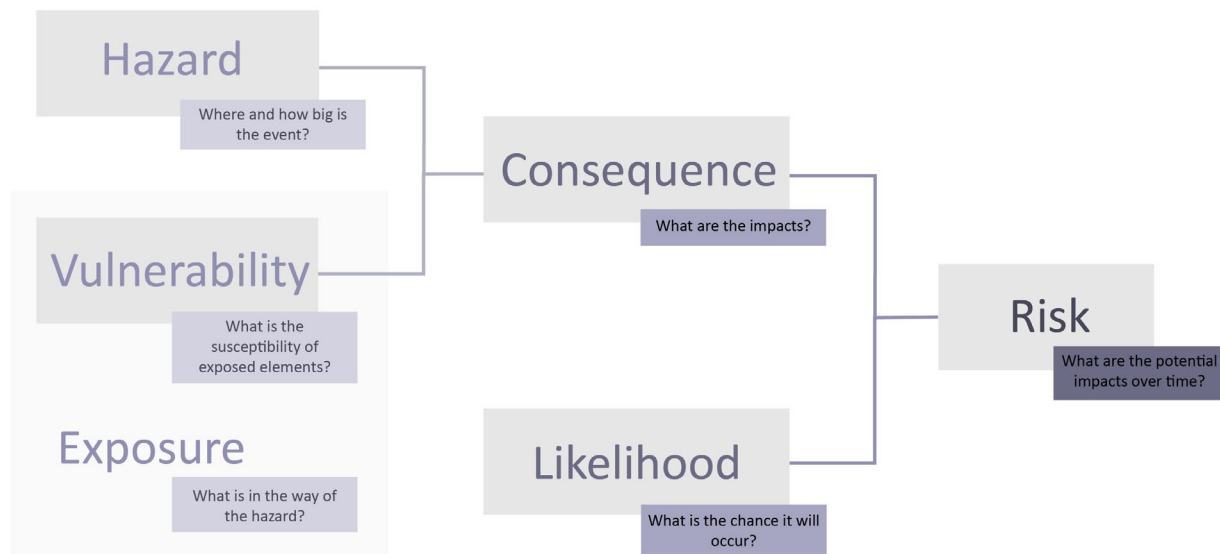 Hazard
Where and how big is
the event?
Vulnerability
What is the
susceptibility of
exposed elements?
Exposure
What is in the way of
the hazard?
Consequence
What are the impacts?
Likelihood
What is the chance it will
occur?
Risk
What are the potential
impacts over time?